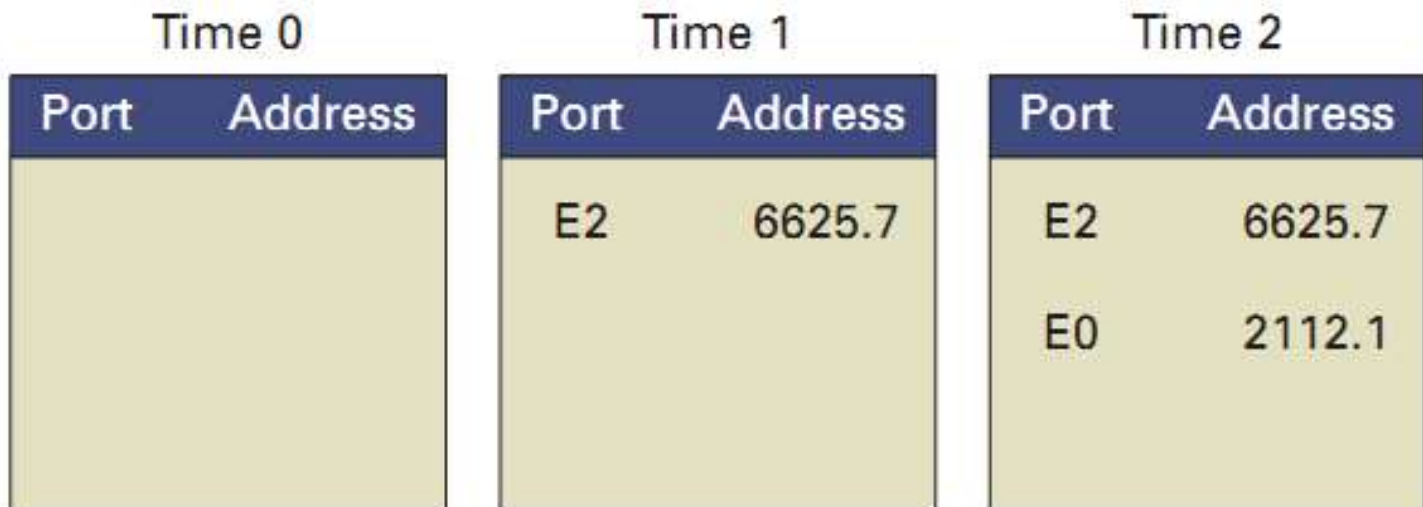 Time 0 Time 1 Time 2
Port Address Port Address Port Address
E2 6625.7 E2 6625.7
E0 2112.1